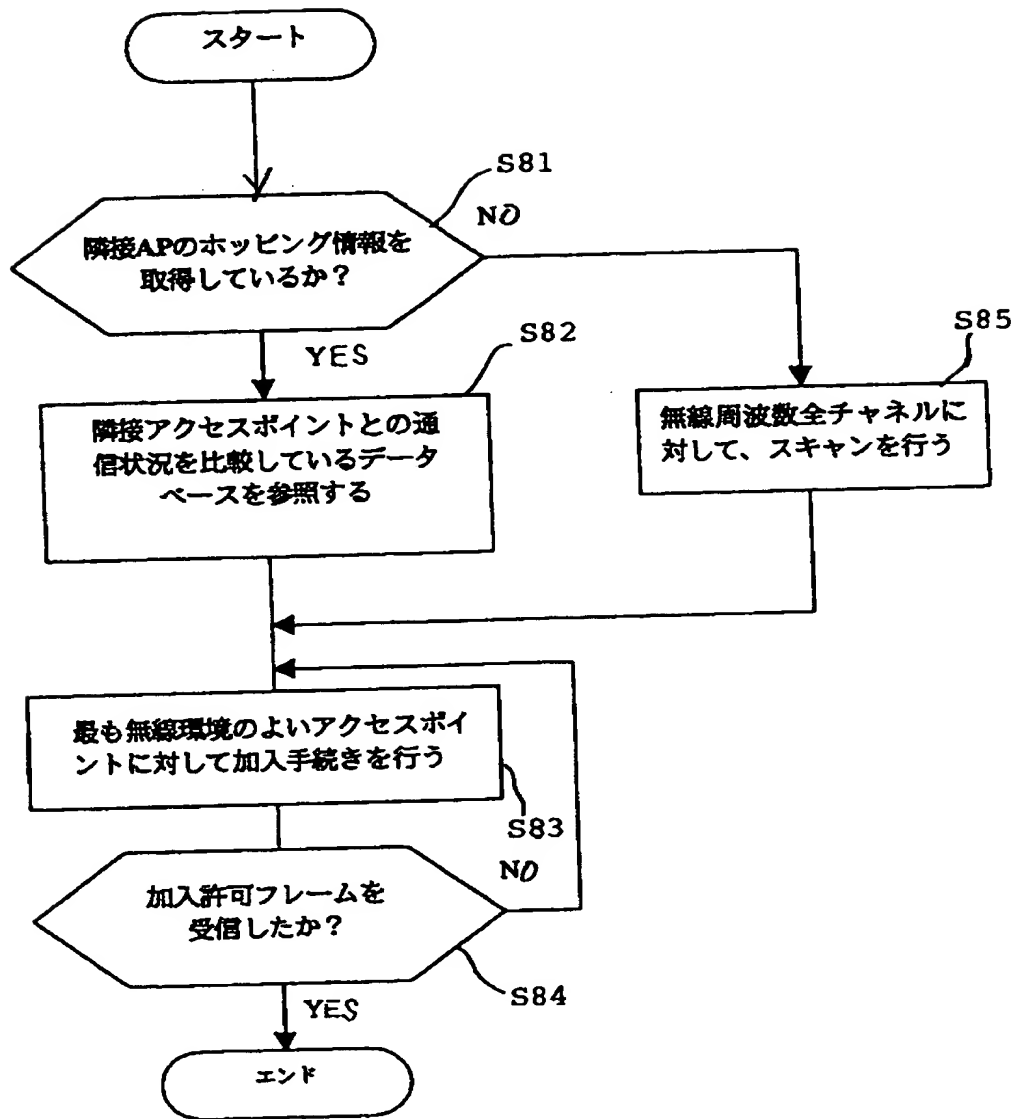 スタート
S81
NO
隣接APのホッピング情報を
取得しているか？
YES
S82
S85
隣接アクセスポイントとの通
信状況を比較しているデータ
ベースを参照する
無線周波数全チャネルに
対して、スキャンを行う
最も無線環境のよいアクセスポイ
ントに対して加入手続きを行う
S83
NO
加入許可フレームを
受信したか？
S84
YES
エンド